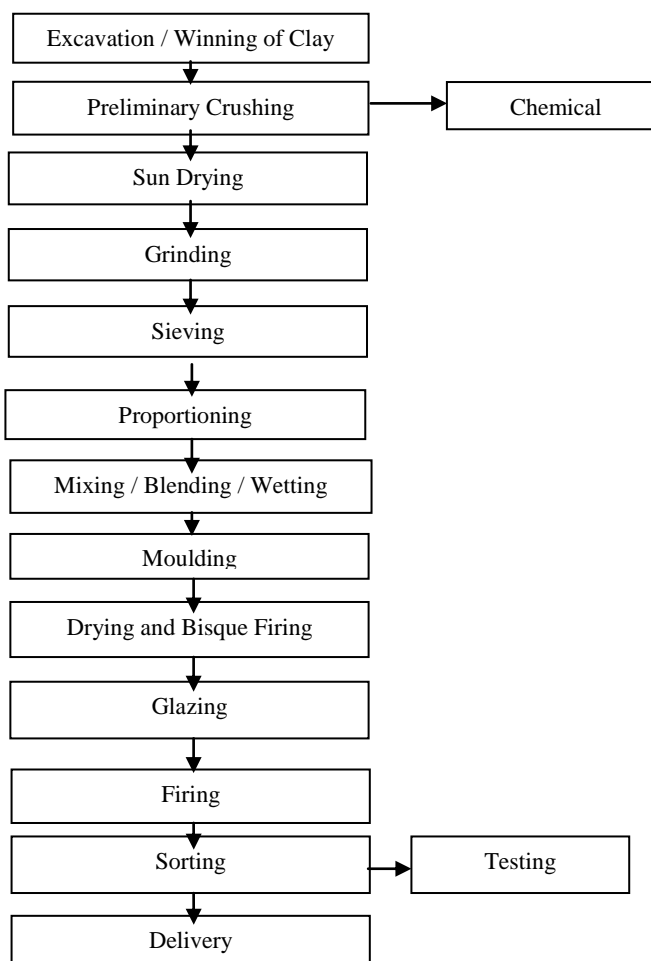 Excavation / Winning of Clay
Preliminary Crushing
Chemical
Sun Drying
Grinding
Sieving
Proportioning
Mixing / Blending / Wetting
Moulding
Drying and Bisque Firing
Glazing
Firing
Sorting
Testing
Delivery